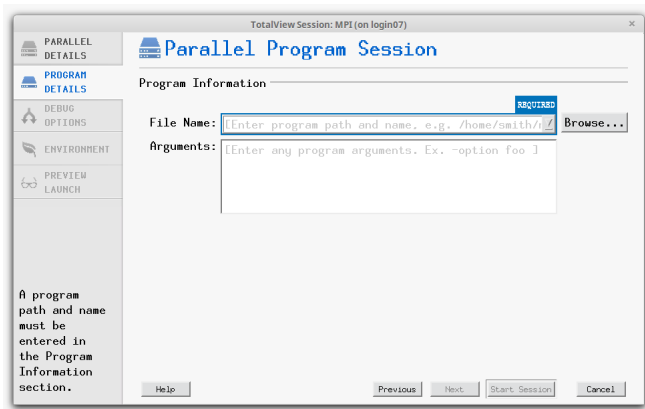 TotalView Session: MPI (on login07)
×
PARALLEL
DETAILS
PROGRAM
DETAILS
DEBUG
OPTIONS
ENVIRONMENT
PREVIEW
LAUNCH
A program
path and name
must be
entered in
the Program
Information
section.
Parallel Program Session
Program Information
REQUIRED
File Name:
[Enter program path and name, e.g. /home/smith/
Browse...
Arguments:
[Enter any program arguments. Ex. -option foo ]
Help
Previous
Next
Start Session
Cancel